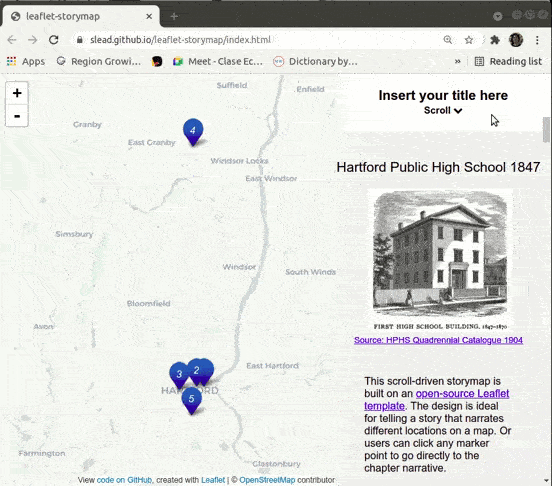 leaflet-storymap
slead.github.io/leaflet-storymap/index.html
Apps
Region Growi...
Meet - Clase Ec...
Dictionary by...
»
Reading list
+
-
Suffield
Enfield
Granby
East Granby
4
Windsor Locks
East Windsor
Simsbury
Windsor
South Winds
Bloomfield
Avon
East Hartford
3
2
HARTFORD
5
Farmington
Glastonbury
View code on GitHub, created with Leaflet | © OpenStreetMap contributor
Insert your title here
Scroll
Hartford Public High School 1847
FIRST HIGH SCHOOL BUILDING, 1847-1870
Source: HPHS Quadrennial Catalogue 1904
This scroll-driven storymap is
built on an open-source Leaflet
template. The design is ideal
for telling a story that narrates
different locations on a map. Or
users can click any marker
point to go directly to the
chapter narrative.